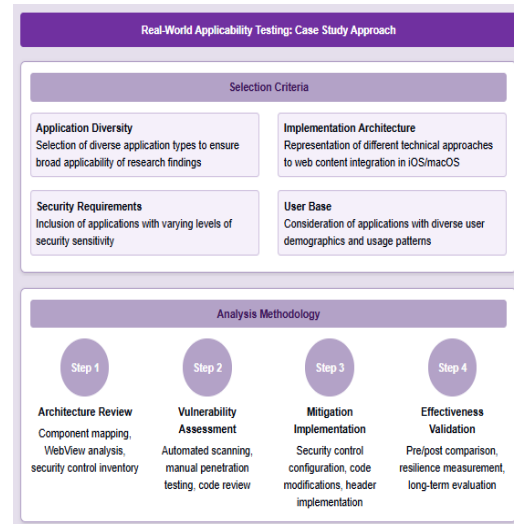 Real-World Applicability Testing: Case Study Approach
Selection Criteria
Application Diversity
Selection of diverse application types to ensure
broad applicability of research findings
Implementation Architecture
Representation of different technical approaches
to web content integration in iOS/macOS
Security Requirements
Inclusion of applications with varying levels of
security sensitivity
User Base
Consideration of applications with diverse user
demographics and usage patterns
Analysis Methodology
Step 1
Architecture Review
Component mapping,
WebView analysis,
security control inventory
Step 2
Vulnerability
Assessment
Automated scanning,
manual penetration
testing, code review
Step 3
Mitigation
Implementation
Security control
configuration, code
modifications, header
implementation
Step 4
Effectiveness
Validation
Pre/post comparison,
resilience measurement,
long-term evaluation